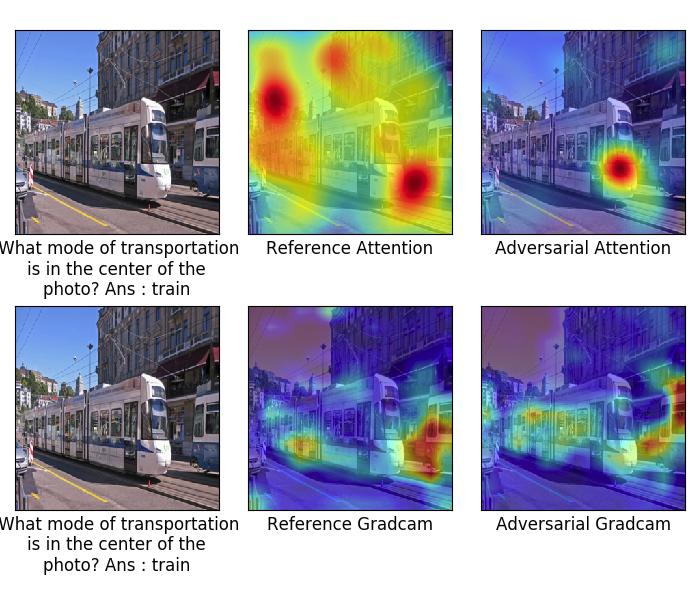 What mode of transportation
is in the center of the
photo? Ans : train
Reference Attention
Adversarial Attention
What mode of transportation
is in the center of the
photo? Ans : train
Reference Gradcam
Adversarial Gradcam